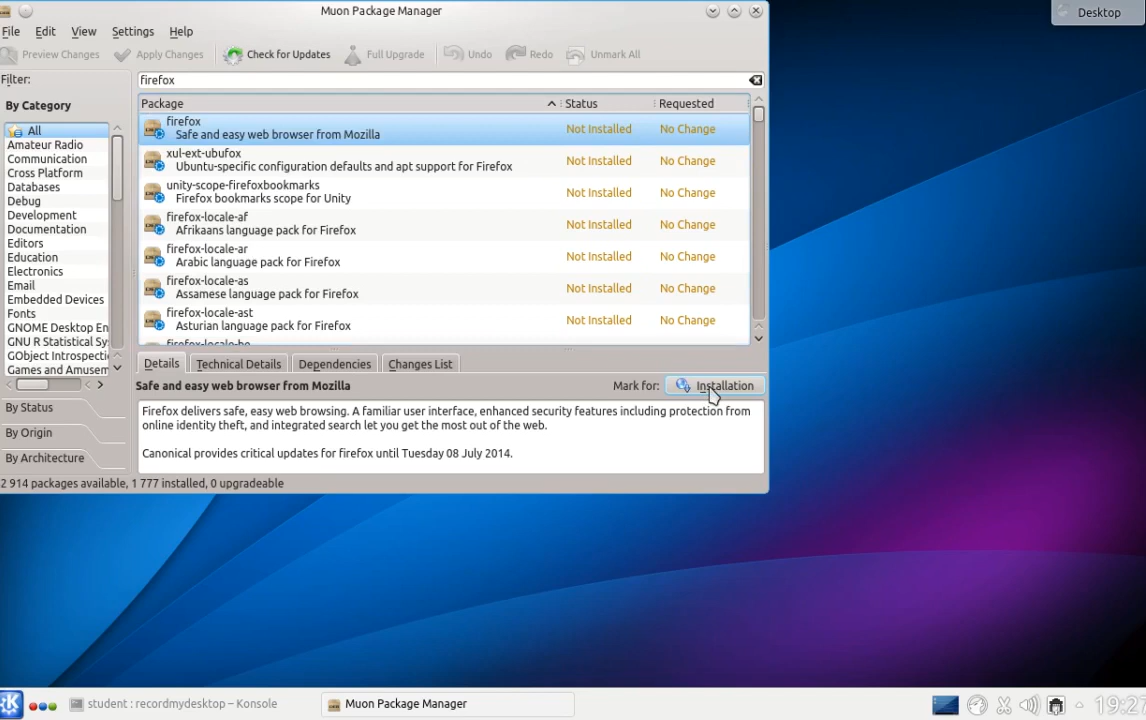 Muon Package Manager
Desktop
File Edit View Settings Help
Preview Changes Apply Changes Check for Updates Full Upgrade Undo Redo Unmark All
Filter:
firefox
By Category
All
Amateur Radio
Communication
Cross Platform
Databases
Debug
Development
Documentation
Editors
Education
Electronics
Email
Embedded Devices
Fonts
GNOME Desktop En
GNU R Statistical Sy
GObject Introspecti
Games and Amusem
By Status
By Origin
By Architecture
Package Status Requested
firefox
Safe and easy web browser from Mozilla
Not Installed No Change
xul-ext-ubufox
Ubuntu-specific configuration defaults and apt support for Firefox
Not Installed No Change
unity-scope-firefoxbookmarks
Firefox bookmarks scope for Unity
Not Installed No Change
firefox-locale-af
Afrikaans language pack for Firefox
Not Installed No Change
firefox-locale-ar
Arabic language pack for Firefox
Not Installed No Change
firefox-locale-as
Assamese language pack for Firefox
Not Installed No Change
firefox-locale-ast
Asturian language pack for Firefox
Not Installed No Change
Details Technical Details Dependencies Changes List
Safe and easy web browser from Mozilla Mark for: Installation
Firefox delivers safe, easy web browsing. A familiar user interface, enhanced security features including protection from
online identity theft, and integrated search let you get the most out of the web.
Canonical provides critical updates for firefox until Tuesday 08 July 2014.
2 914 packages available, 1 777 installed, 0 upgradeable
student : recordmydesktop – Konsole Muon Package Manager